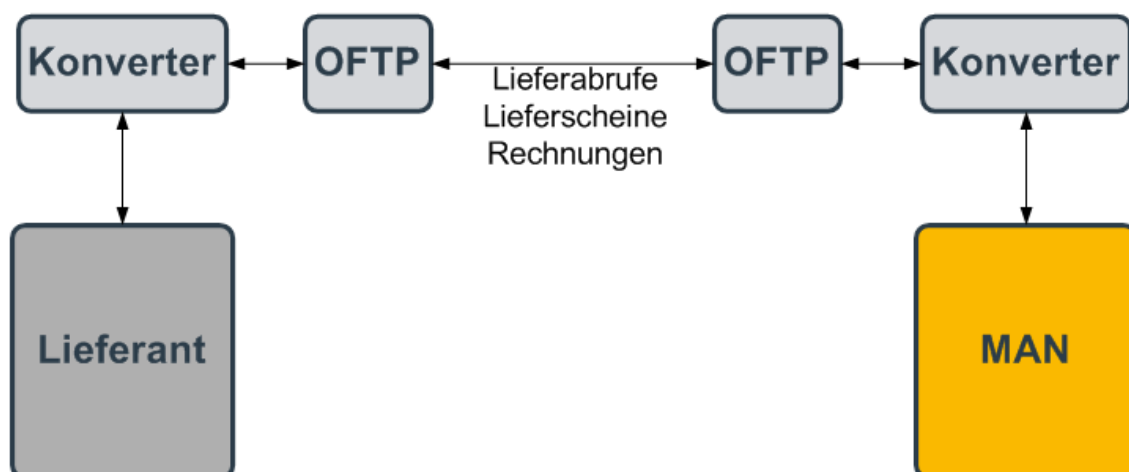 Konverter
OFTP
OFTP
Konverter
Lieferabrufe
Lieferscheine
Rechnungen
Lieferant
MAN